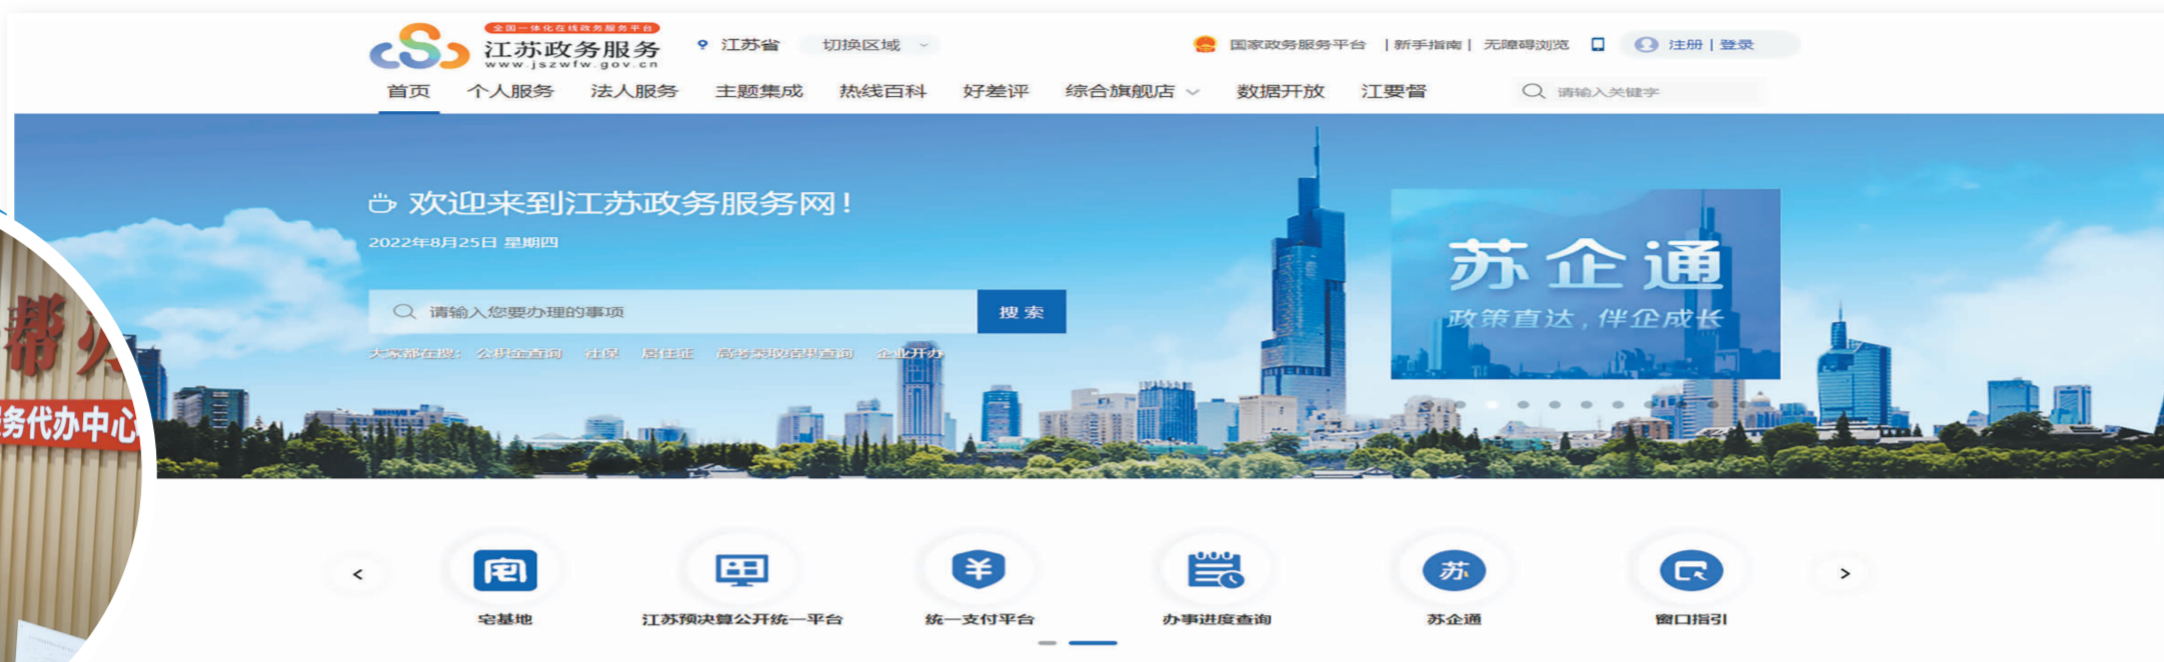 全国一体化在线政务服务平台
江苏政务服务
www.jszwfw.gov.cn
江苏省 切换区域
国家政务服务平台 | 新手指南 | 无障碍浏览 注册 | 登录
首页 个人服务 法人服务 主题集成 热线百科 好差评 综合旗舰店 数据开放 江要督 请输入关键字
欢迎来到江苏政务服务网!
2022年8月25日 星期四
请输入您要办理的事项 搜索
大家都在搜: 公积金查询 社保 居住证 高考录取结果查询 企业开办
苏企通
政策直达,伴企成长
帮办
务代办中心
宅基地 江苏预决算公开统一平台 统一支付平台 办事进度查询 苏企通 窗口指引
苏